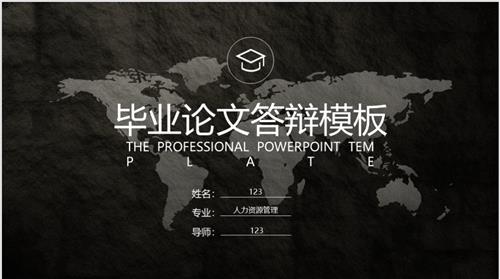 毕业论文答辩模板
THE PROFESSIONAL POWERPOINT TEM
P L A T E
姓名: 123
专业: 人力资源管理
导师: 123